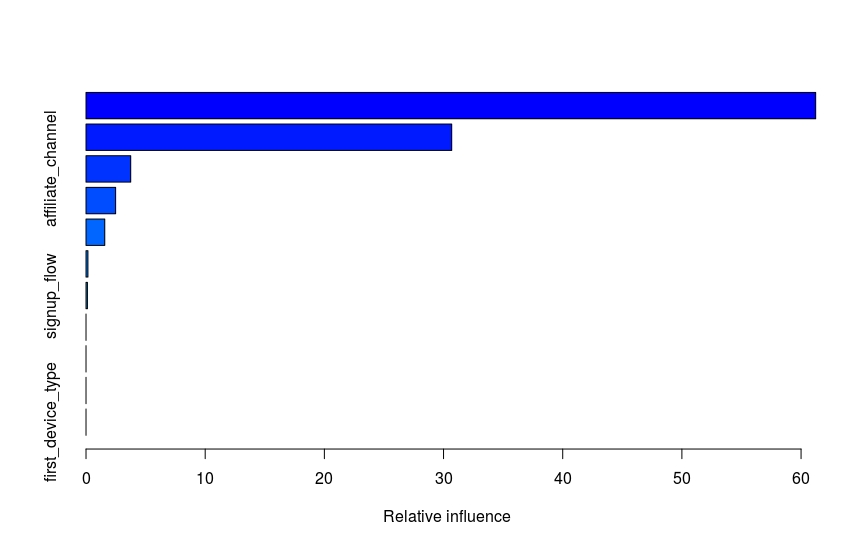 affiliate_channel
signup_flow
first_device_type
0 10 20 30 40 50 60
Relative influence